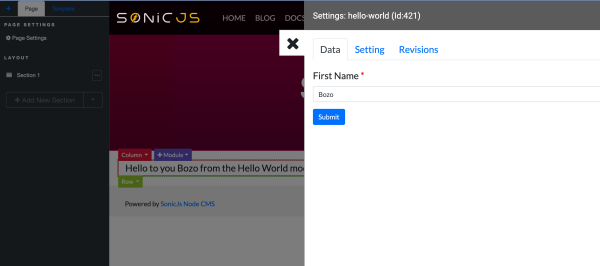 + Page Template
PAGE SETTINGS
Page Settings
LAYOUT
Section 1
+ Add New Section
SONICJS HOME BLOG DOCS
S
Column + Module
Hello to you Bozo from the Hello World mod
Row
Powered by SonicJs Node CMS
Settings: hello-world (Id:421)
Data Setting Revisions
First Name *
Bozo
Submit